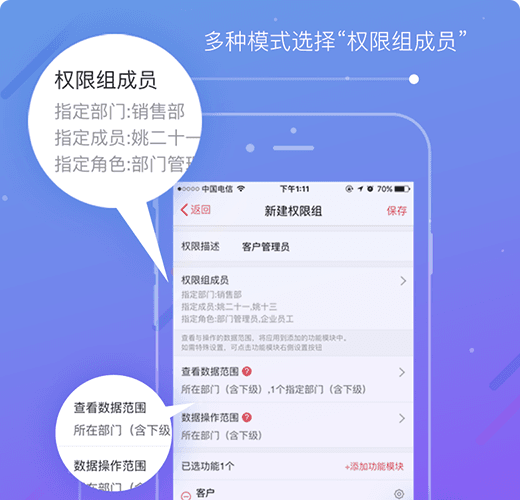 多种模式选择“权限组成员”
权限组成员
指定部门:销售部
指定成员:姚二十一
指定角色:部门管
中国电信
下午1:11
70%
返回
新建权限组
保存
权限描述
客户管理员
权限组成员
指定部门:销售部
指定成员:姚二十一,姚十三
指定角色:部门管理员,企业员工
查看与操作的数据范围，将应用到添加的功能模块中。
如需特殊设置，可点击功能模块右侧设置按钮
查看数据范围 ?
所在部门（含下级）,1个指定部门（含下级）
数据操作范围 ?
所在部门（含下级）
已选功能1个
+添加功能模块
客户
查看数据范围
所在部门（含下级
数据操作范围